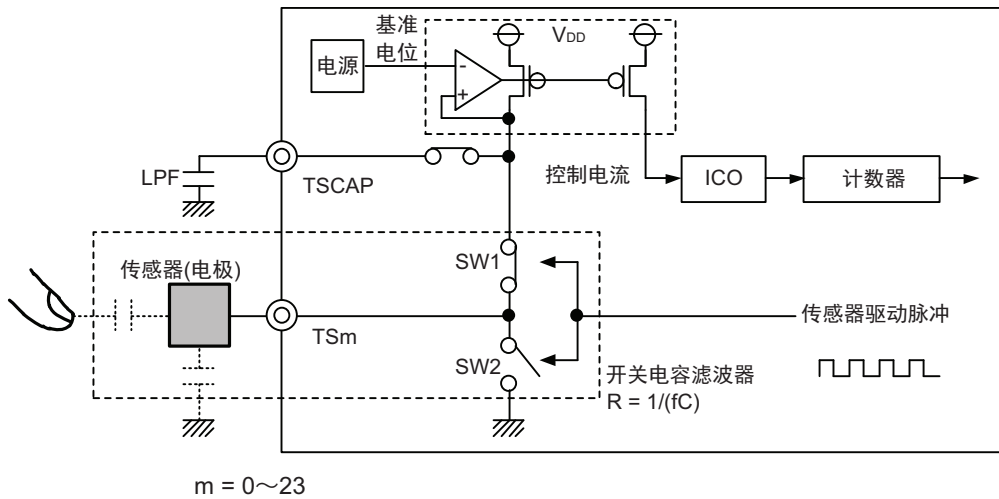 基准
电位
VDD
电源
-
+
LPF
TSCAP
控制电流
ICO
计数器
SW1
传感器(电极)
TSm
传感器驱动脉冲
SW2
开关电容滤波器
R = 1/(fC)
m = 0～23